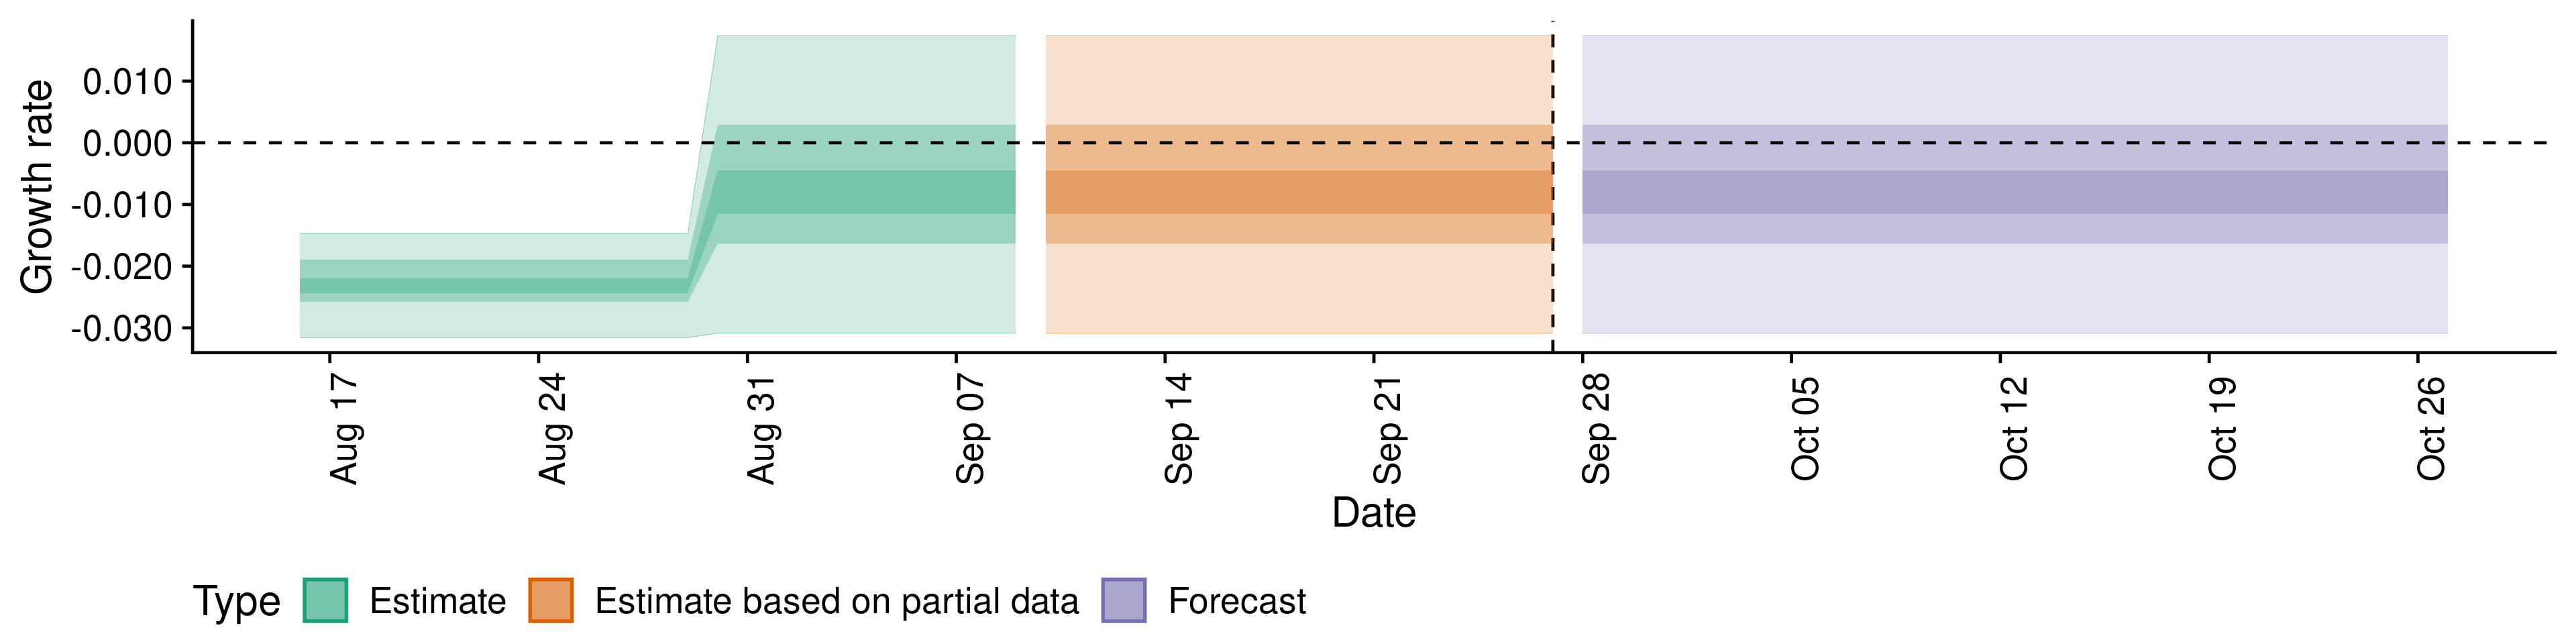 Growth rate
0.010
0.000
-0.010
-0.020
-0.030
Aug 17
Aug 24
Aug 31
Sep 07
Sep 14
Sep 21
Sep 28
Oct 05
Oct 12
Oct 19
Oct 26
Date
Type Estimate Estimate based on partial data Forecast